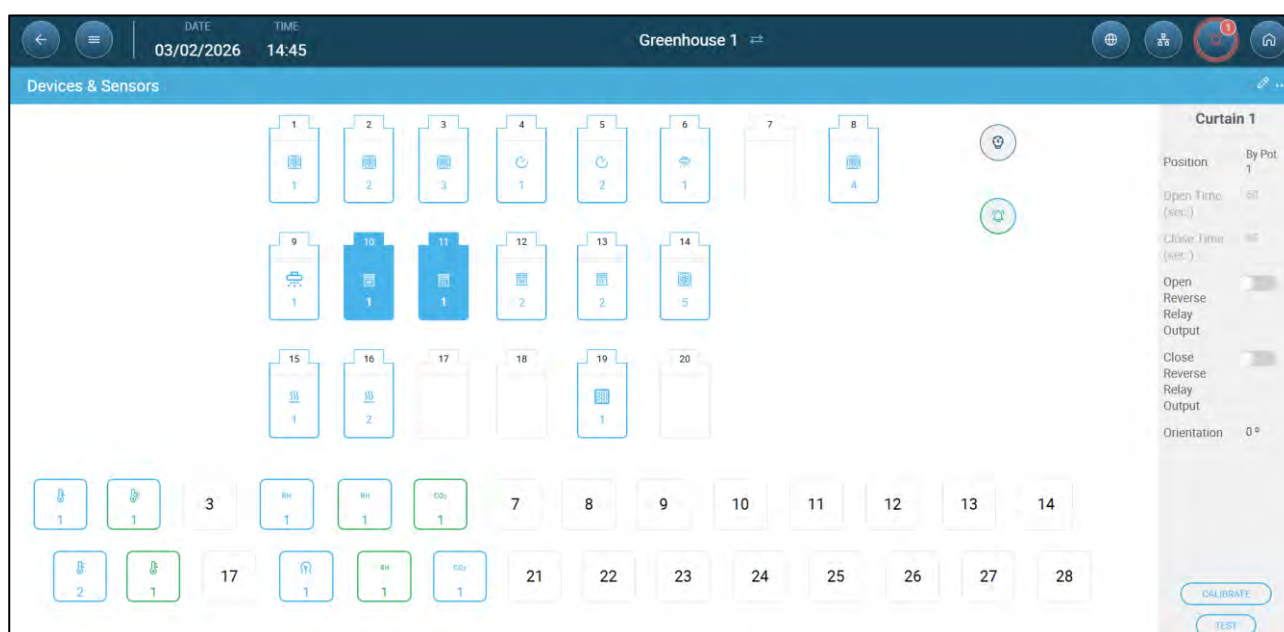 DATE TIME
03/02/2026 14:45
Greenhouse 1
1
Devices & Sensors
1 2 3 4 5 6 7 8
1 2 3 1 2 1 4
9 10 11 12 13 14
1 1 1 2 2 5
15 16 17 18 19 20
1 2 1
RH RH CO₂
1 1 3 1 1 1 7 8 9 10 11 12 13 14
RH CO₂
2 1 17 1 1 1 21 22 23 24 25 26 27 28
Curtain 1
Position By Pot 
1
Open Time
(sec.)
Close Time
(sec.)
Open
Reverse
Relay
Output
Close
Reverse
Relay
Output
Orientation 0 º
CALIBRATE
TEST